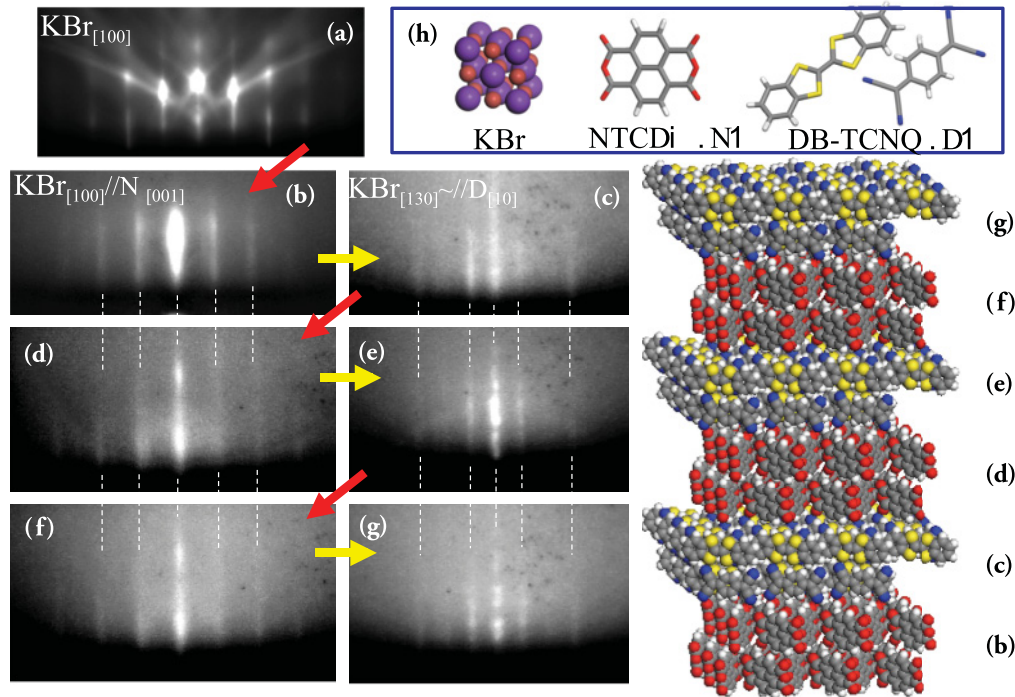 KBr[100]
(a)
(h)
KBr
NTCDi . N1
DB-TCNQ . D1
KBr[100]//N [001]
(b)
KBr[130]~//D[10]
(c)
(d)
(e)
(f)
(g)
(g)
(f)
(e)
(d)
(c)
(b)